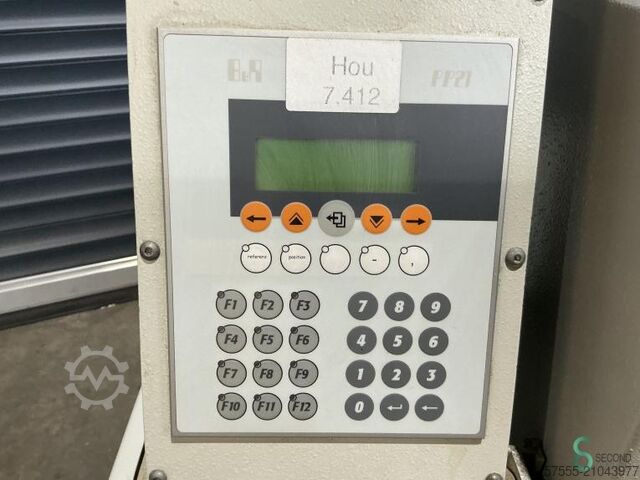 B&R
Hou
7.412
PP21
reference position - ,
F1 F2 F3 7 8 9
F4 F5 F6 4 5 6
F7 F8 F9 1 2 3
F10 F11 F12 0
SECOND
57555-21043977